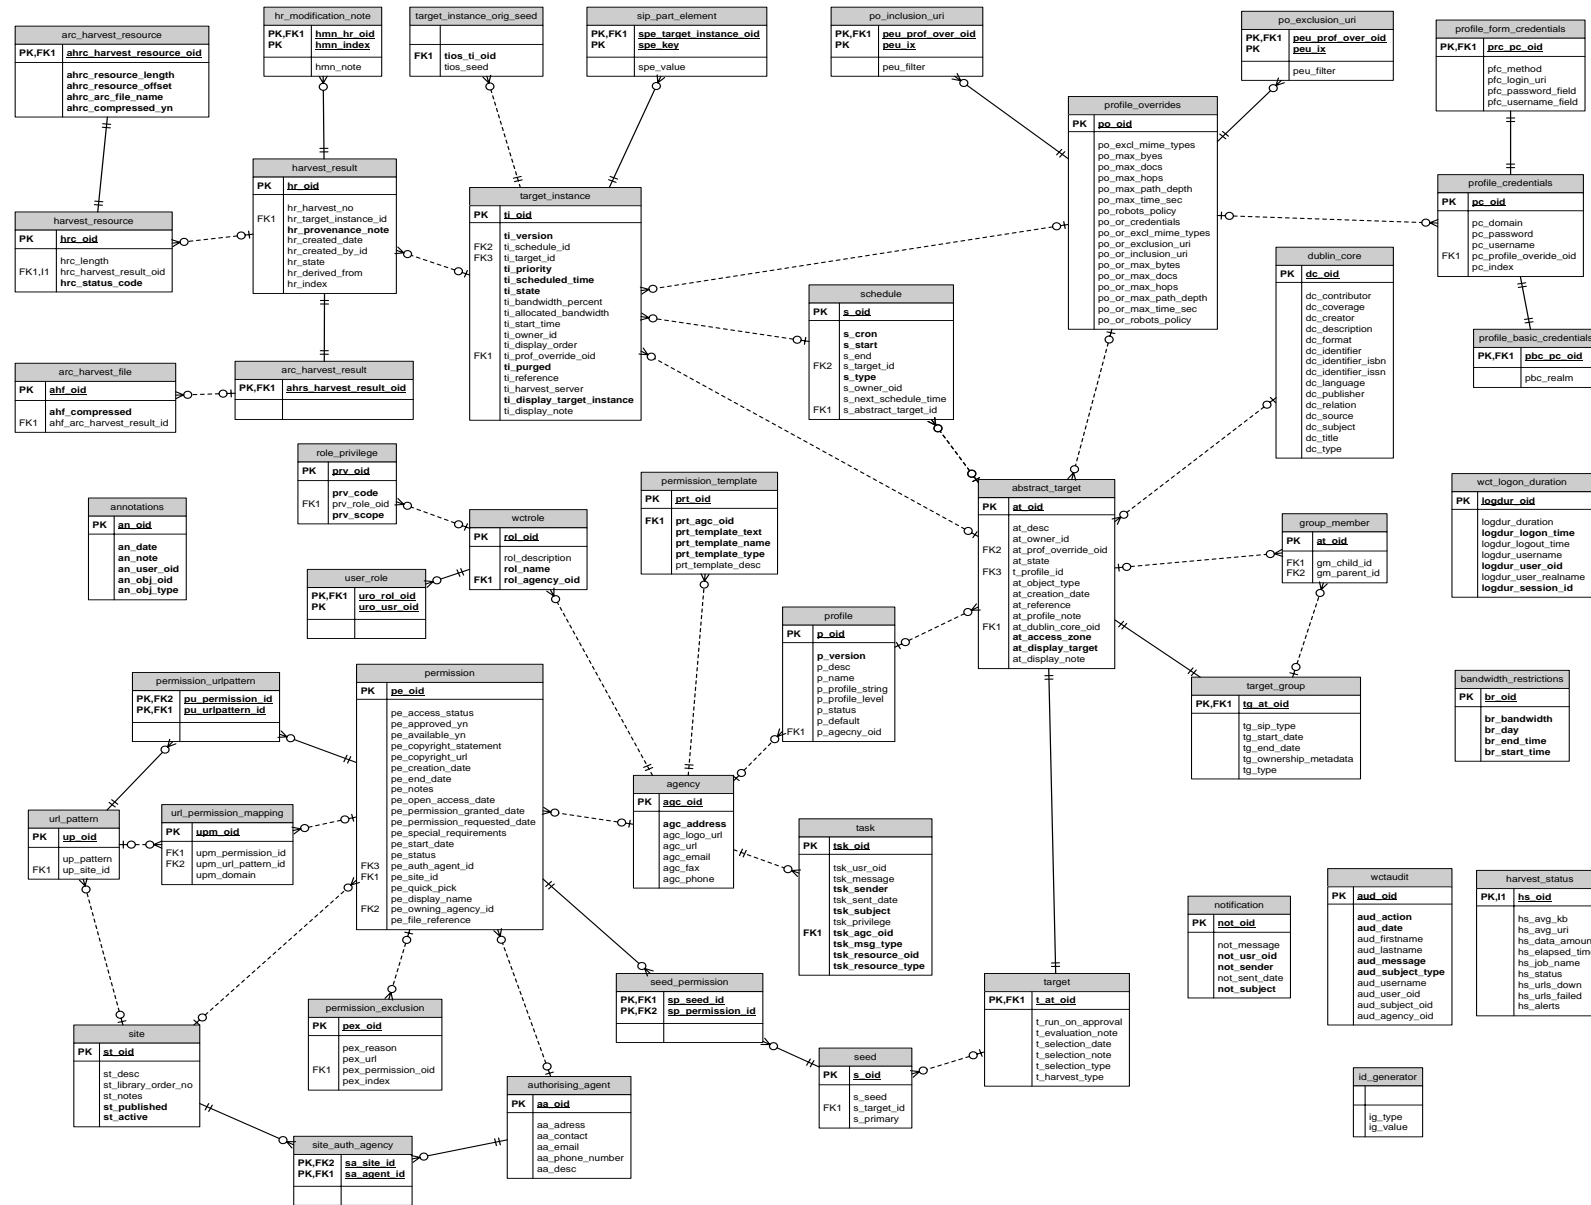 arc_harvest_resource
PK,FK1 ahrc_harvest_resource_oid
ahrc_resource_length
ahrc_resource_offset
ahrc_arc_file_name
ahrc_compressed_yn
hr_modification_note
PK,FK1 hmn_hr_oid
PK hmn_index
hmn_note
target_instance_orig_seed
FK1 tios_ti_oid
tios_seed
sip_part_element
PK,FK1 spe_target_instance_oid
PK spe_key
spe_value
po_inclusion_uri
PK,FK1 peu_prof_over_oid
PK peu_ix
peu_filter
po_exclusion_uri
PK,FK1 peu_prof_over_oid
PK peu_ix
peu_filter
profile_form_credentials
PK,FK1 prc_pc_oid
pfc_method
pfc_login_uri
pfc_password_field
pfc_username_field
profile_overrides
PK po_oid
po_excl_mime_types
po_max_byes
po_max_docs
po_max_hops
po_max_path_depth
po_max_time_sec
po_robots_policy
po_or_credentials
po_or_excl_mime_types
po_or_exclusion_uri
po_or_inclusion_uri
po_or_max_bytes
po_or_max_docs
po_or_max_hops
po_or_max_path_depth
po_or_max_time_sec
po_or_robots_policy
harvest_result
PK hr_oid
hr_harvest_no
FK1 hr_target_instance_id
hr_provenance_note
hr_created_date
hr_created_by_id
hr_state
hr_derived_from
hr_index
target_instance
PK ti_oid
ti_version
FK2 ti_schedule_id
FK3 ti_target_id
ti_priority
ti_scheduled_time
ti_state
ti_bandwidth_percent
ti_allocated_bandwidth
ti_start_time
ti_owner_id
ti_display_order
FK1 ti_prof_override_oid
ti_purged
ti_reference
ti_harvest_server
ti_display_target_instance
ti_display_note
profile_credentials
PK pc_oid
pc_domain
pc_password
pc_username
FK1 pc_profile_overide_oid
pc_index
harvest_resource
PK hrc_oid
hrc_length
FK1,I1 hrc_harvest_result_oid
hrc_status_code
dublin_core
PK dc_oid
dc_contributor
dc_coverage
dc_creator
dc_description
dc_format
dc_identifier
dc_identifier_isbn
dc_identifier_issn
dc_language
dc_publisher
dc_relation
dc_source
dc_subject
dc_title
dc_type
schedule
PK s_oid
s_cron
s_start
s_end
FK2 s_target_id
s_type
s_owner_oid
s_next_schedule_time
FK1 s_abstract_target_id
profile_basic_credentials
PK,FK1 pbc_pc_oid
pbc_realm
arc_harvest_file
PK ahf_oid
ahf_compressed
FK1 ahf_arc_harvest_result_id
arc_harvest_result
PK,FK1 ahrs_harvest_result_oid
role_privilege
PK prv_oid
prv_code
FK1 prv_role_oid
prv_scope
permission_template
PK prt_oid
FK1 prt_agc_oid
prt_template_text
prt_template_name
prt_template_type
prt_template_desc
abstract_target
PK at_oid
at_desc
at_owner_id
FK2 at_prof_override_oid
at_state
FK3 t_profile_id
at_object_type
at_creation_date
at_reference
at_profile_note
FK1 at_dublin_core_oid
at_access_zone
at_display_target
at_display_note
wct_logon_duration
PK logdur_oid
logdur_duration
logdur_logon_time
logdur_logout_time
logdur_username
logdur_user_oid
logdur_user_realname
logdur_session_id
annotations
PK an_oid
an_date
an_note
an_user_oid
an_obj_oid
an_obj_type
wctrole
PK rol_oid
rol_description
rol_name
FK1 rol_agency_oid
group_member
PK at_oid
FK1 gm_child_id
FK2 gm_parent_id
user_role
PK,FK1 uro_rol_oid
PK uro_usr_oid
profile
PK p_oid
p_version
p_desc
p_name
p_profile_string
p_profile_level
p_status
p_default
FK1 p_agecny_oid
permission_urlpattern
PK,FK2 pu_permission_id
PK,FK1 pu_urlpattern_id
permission
PK pe_oid
pe_access_status
pe_approved_yn
pe_available_yn
pe_copyright_statement
pe_copyright_url
pe_creation_date
pe_end_date
pe_notes
pe_open_access_date
pe_permission_granted_date
pe_permission_requested_date
pe_special_requirements
pe_start_date
pe_status
FK3 pe_auth_agent_id
FK1 pe_site_id
pe_quick_pick
pe_display_name
FK2 pe_owning_agency_id
pe_file_reference
target_group
PK,FK1 tg_at_oid
tg_sip_type
tg_start_date
tg_end_date
tg_ownership_metadata
tg_type
bandwidth_restrictions
PK br_oid
br_bandwidth
br_day
br_end_time
br_start_time
agency
PK agc_oid
agc_address
agc_logo_url
agc_url
agc_email
agc_fax
agc_phone
url_pattern
PK up_oid
up_pattern
FK1 up_site_id
url_permission_mapping
PK upm_oid
FK1 upm_permission_id
FK2 upm_url_pattern_id
upm_domain
task
PK tsk_oid
tsk_usr_oid
tsk_message
tsk_sender
tsk_sent_date
tsk_subject
tsk_privilege
FK1 tsk_agc_oid
tsk_msg_type
tsk_resource_oid
tsk_resource_type
wctaudit
PK aud_oid
aud_action
aud_date
aud_firstname
aud_lastname
aud_message
aud_subject_type
aud_username
aud_user_oid
aud_subject_oid
aud_agency_oid
harvest_status
PK,I1 hs_oid
hs_avg_kb
hs_avg_uri
hs_data_amoun
hs_elapsed_tim
hs_job_name
hs_status
hs_urls_down
hs_urls_failed
hs_alerts
notification
PK not_oid
not_message
not_usr_oid
not_sender
not_sent_date
not_subject
seed_permission
PK,FK1 sp_seed_id
PK,FK2 sp_permission_id
target
PK,FK1 t_at_oid
t_run_on_approval
t_evaluation_note
t_selection_date
t_selection_note
t_selection_type
t_harvest_type
permission_exclusion
PK pex_oid
pex_reason
pex_url
FK1 pex_permission_oid
pex_index
site
PK st_oid
st_desc
st_library_order_no
st_notes
st_published
st_active
seed
PK s_oid
s_seed
FK1 s_target_id
s_primary
id_generator
ig_type
ig_value
authorising_agent
PK aa_oid
aa_adress
aa_contact
aa_email
aa_phone_number
aa_desc
site_auth_agency
PK,FK2 sa_site_id
PK,FK1 sa_agent_id